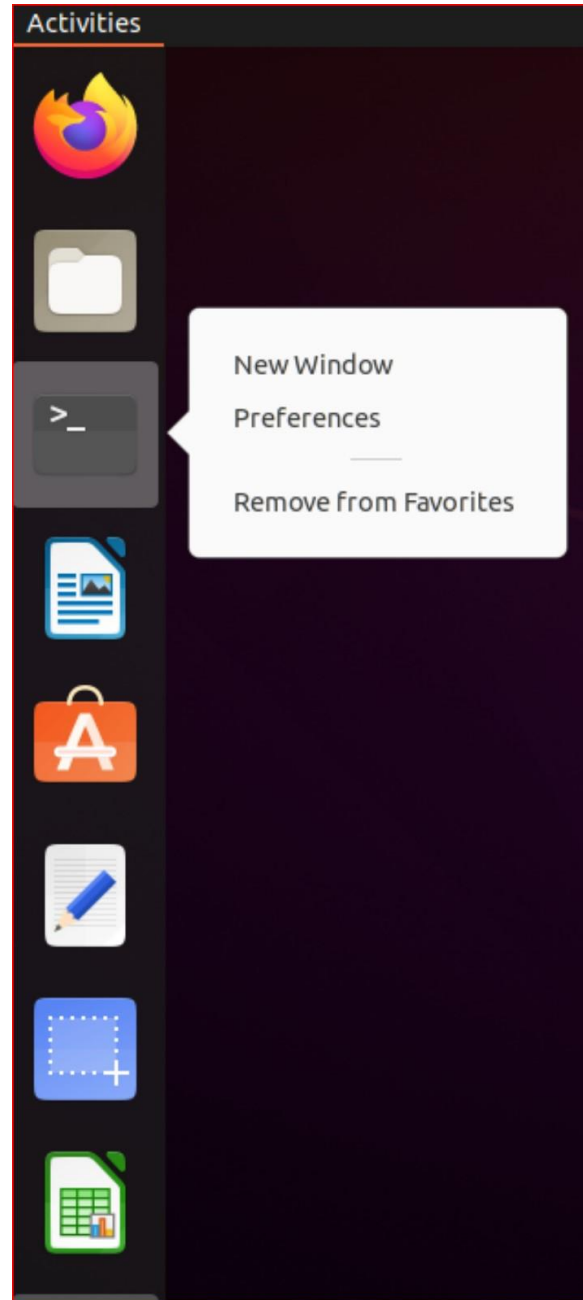 Activities
New Window
>_
Preferences
Remove from Favorites
A